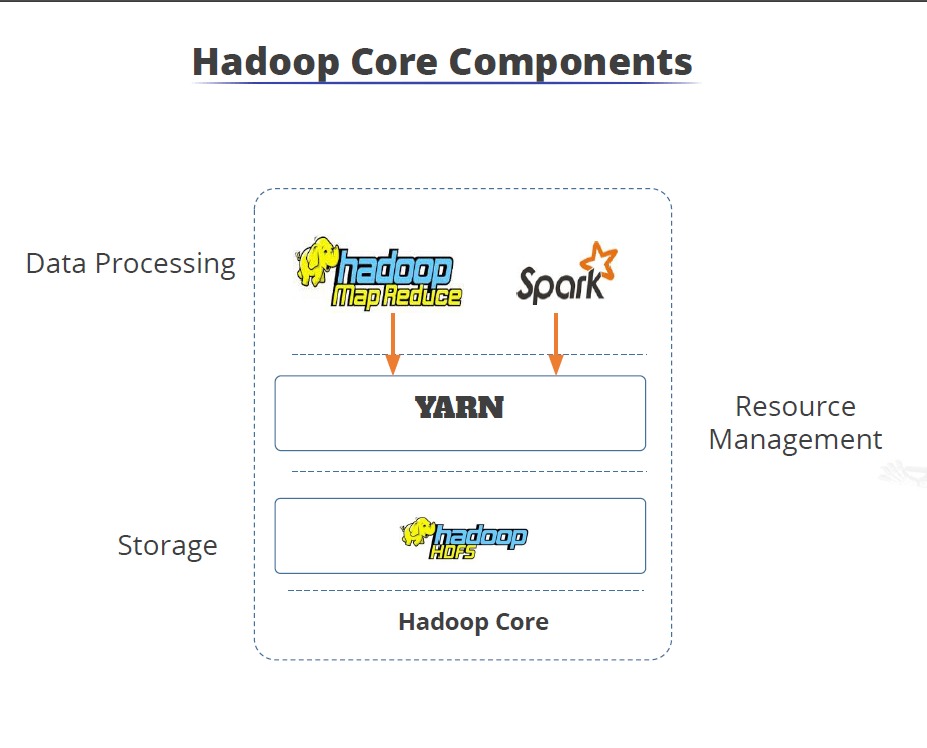 Hadoop Core Components
Data Processing
hadoop
Map Reduce
Spark
YARN
Resource
Management
Storage
hadoop
HDFS
Hadoop Core